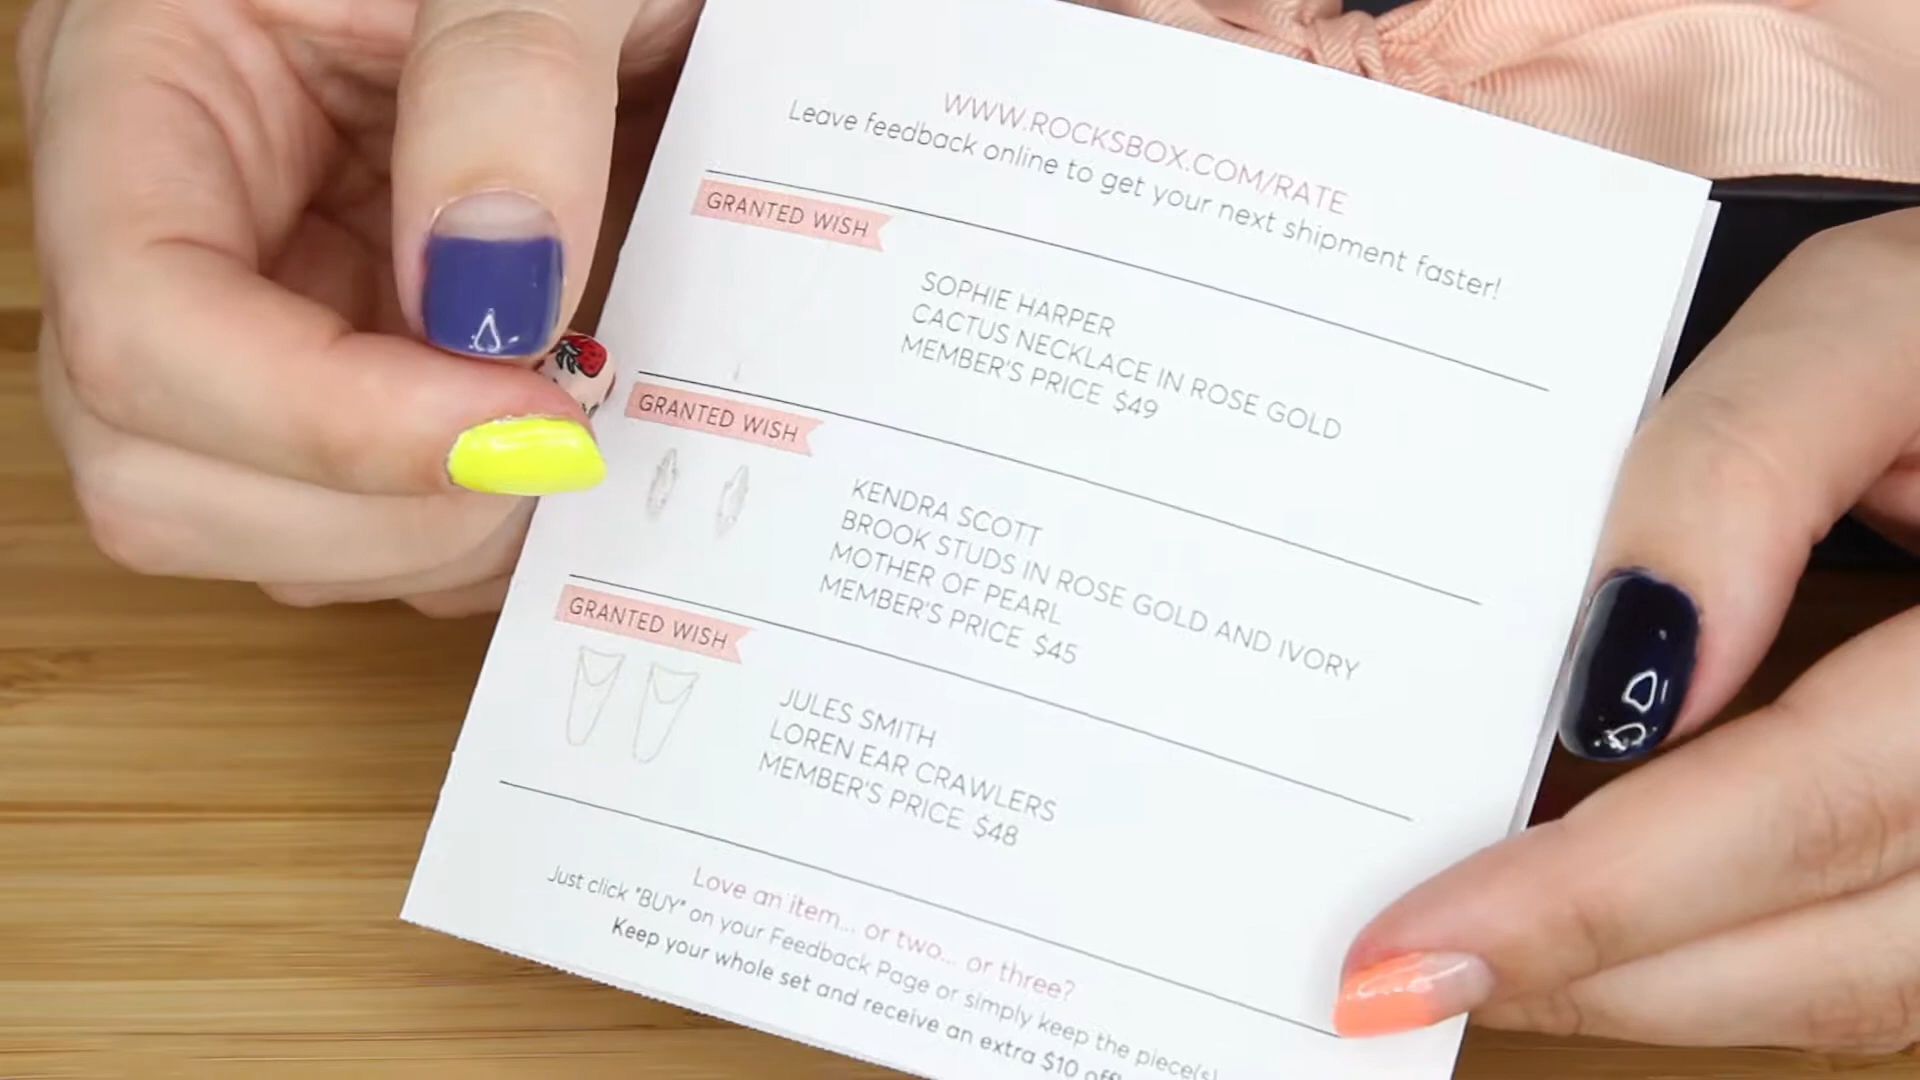 WWW.ROCKSBOX.COM/RATE
Leave feedback online to get your next shipment faster!
GRANTED WISH
SOPHIE HARPER
CACTUS NECKLACE IN ROSE GOLD
MEMBER'S PRICE $49
GRANTED WISH
KENDRA SCOTT
BROOK STUDS IN ROSE GOLD AND IVORY
MOTHER OF PEARL
MEMBER'S PRICE $45
GRANTED WISH
JULES SMITH
LOREN EAR CRAWLERS
MEMBER'S PRICE $48
Love an item... or two... or three?
Just click "BUY" on your Feedback Page or simply keep the piece(s)
Keep your whole set and receive an extra $10 off!